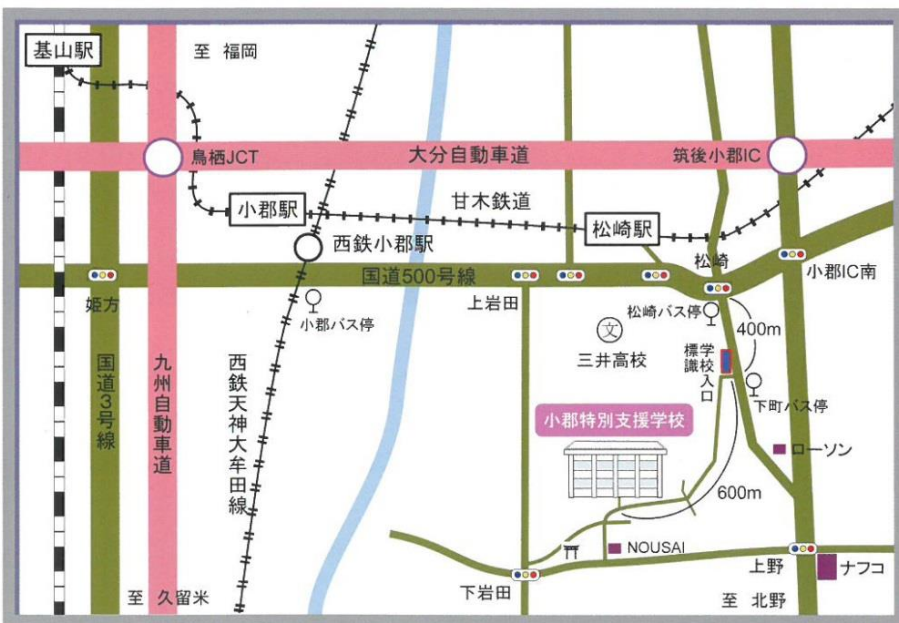 基山駅
至 福岡
鳥栖JCT
大分自動車道
筑後小郡IC
小郡駅
甘木鉄道
松崎駅
西鉄小郡駅
松崎
小郡IC南
国道500号線
姫方
小郡バス停
上岩田
松崎バス停
文
三井高校
400m
学校入口
標識
下町バス停
国道3号線
九州自動車道
西鉄天神大牟田線
小郡特別支援学校
ローソン
600m
NOUSAI
上野
ナフコ
下岩田
至 久留米
至 北野